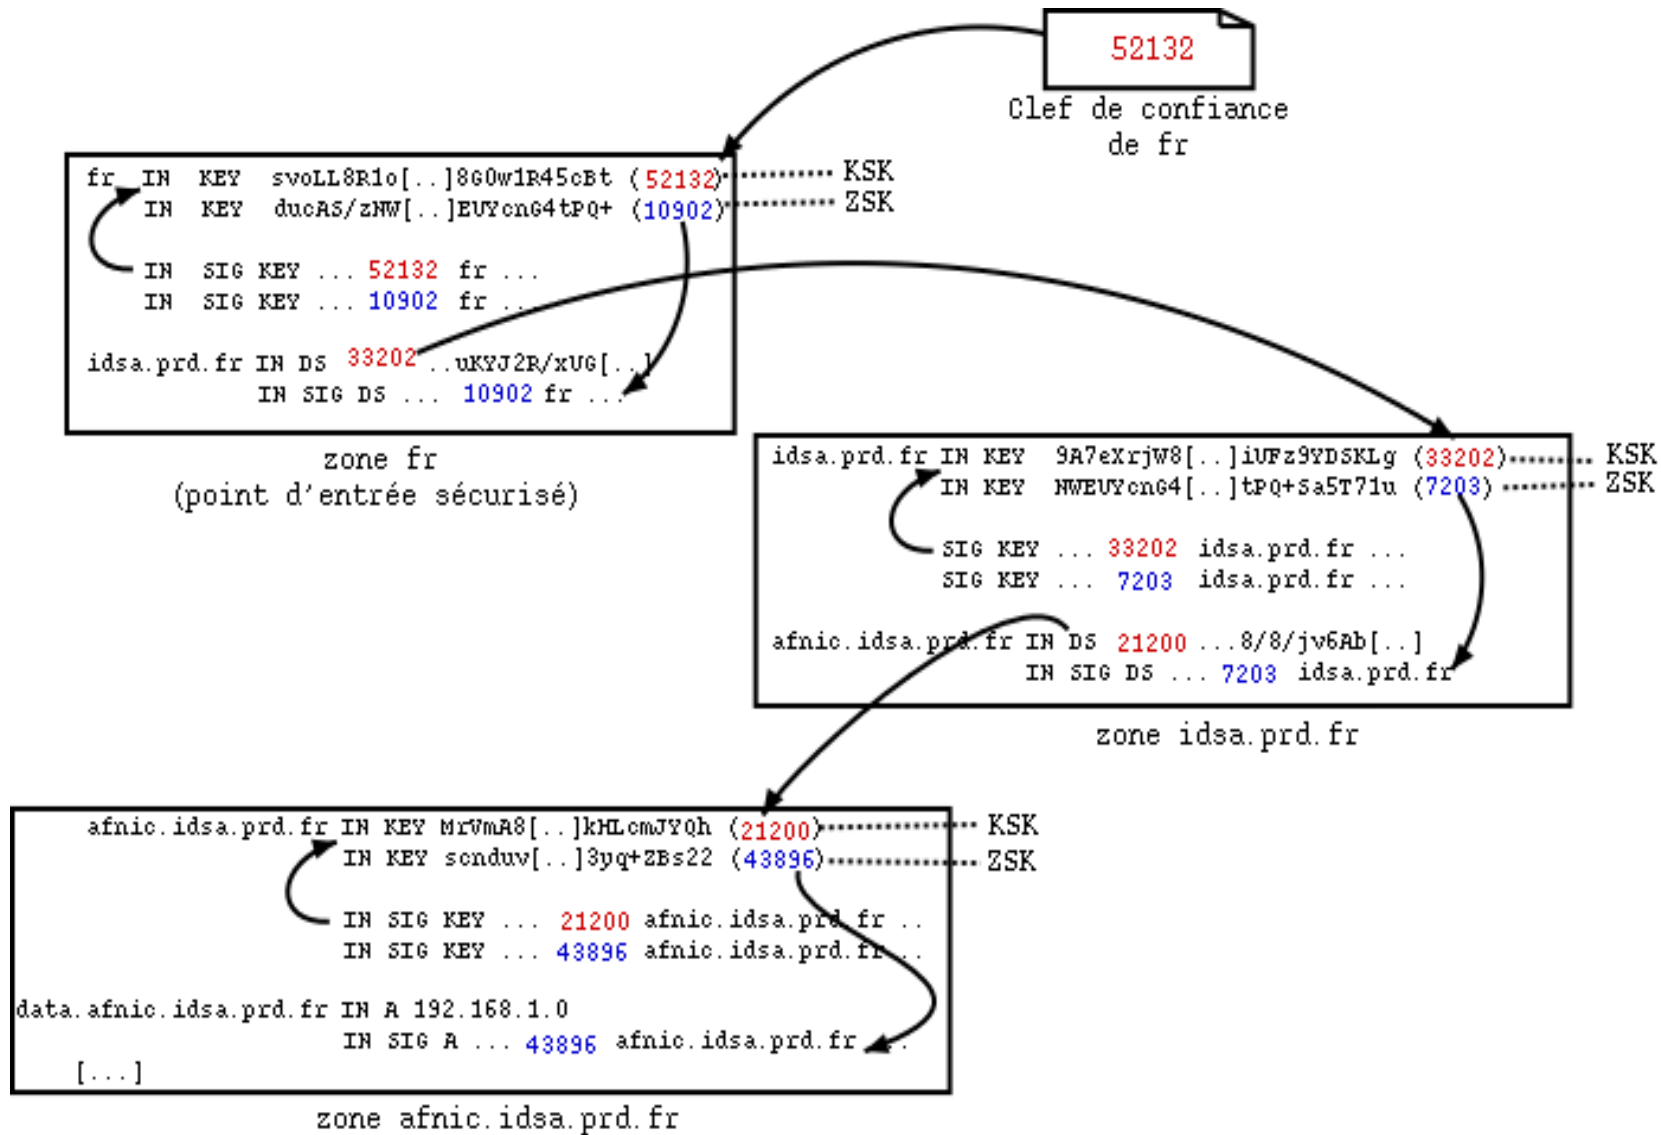 52132
Clef de confiance
de fr
fr IN KEY svoLL8R1o[..]8G0w1R45cBt (52132) KSK
IN KEY ducAS/zNW[..]EUYcnG4tPQ+ (10902) ZSK
IN SIG KEY ... 52132 fr ...
IN SIG KEY ... 10902 fr ...
idsa.prd.fr IN DS 33202 ..uKYJ2R/xUG[..]
IN SIG DS ... 10902 fr ...
zone fr
(point d'entrée sécurisé)
idsa.prd.fr IN KEY 9A7eXrjW8[..]iUFz9YDSKLg (33202) KSK
IN KEY NWEUYcnG4[..]tPQ+Sa5T71u (7203) ZSK
SIG KEY ... 33202 idsa.prd.fr ...
SIG KEY ... 7203 idsa.prd.fr ...
afnic.idsa.prd.fr IN DS 21200 ...8/8/jv6Ab[..]
IN SIG DS ... 7203 idsa.prd.fr
zone idsa.prd.fr
afnic.idsa.prd.fr IN KEY MrVmA8[..]kHLcmJYQh (21200) KSK
IN KEY scnduv[..]3yq+ZBs22 (43896) ZSK
IN SIG KEY ... 21200 afnic.idsa.prd.fr ..
IN SIG KEY ... 43896 afnic.idsa.prd.fr ..
data.afnic.idsa.prd.fr IN A 192.168.1.0
IN SIG A ... 43896 afnic.idsa.prd.fr ..
[...]
zone afnic.idsa.prd.fr